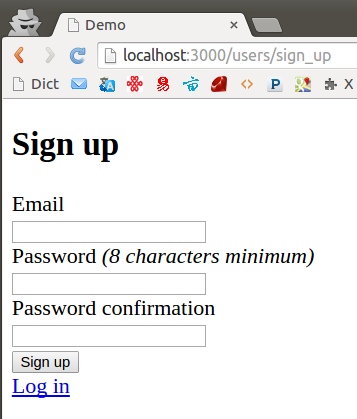 Demo
localhost:3000/users/sign_up
Dict
X
Sign up
Email
Password (8 characters minimum)
Password confirmation
Sign up
Log in